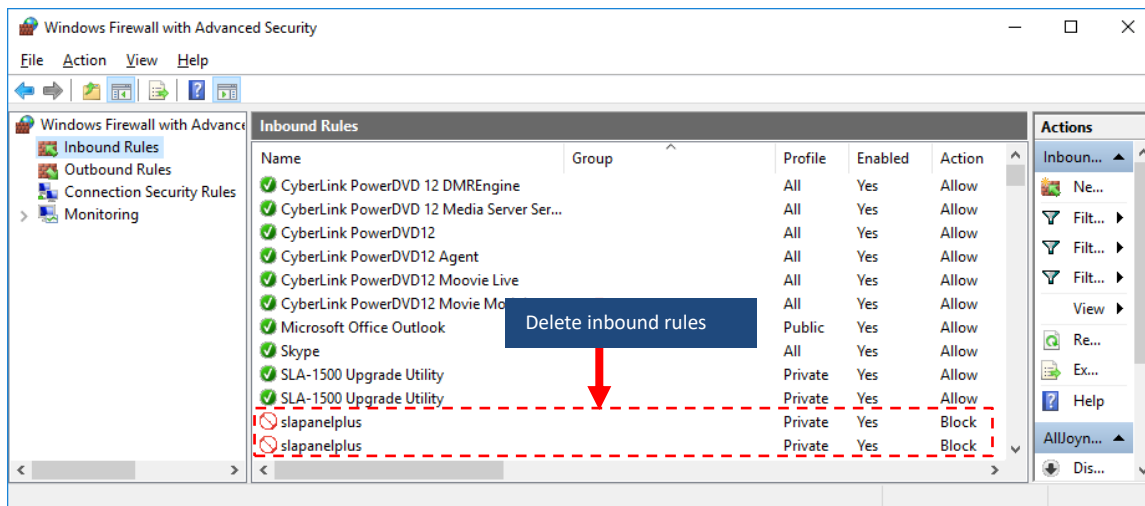 Windows Firewall with Advanced Security
File Action View Help
Windows Firewall with Advance
Inbound Rules
Outbound Rules
Connection Security Rules
Monitoring
Inbound Rules
Name Group Profile Enabled Action
CyberLink PowerDVD 12 DMREngine All Yes Allow
CyberLink PowerDVD 12 Media Server Ser... All Yes Allow
CyberLink PowerDVD12 All Yes Allow
CyberLink PowerDVD12 Agent All Yes Allow
CyberLink PowerDVD12 Moovie Live All Yes Allow
CyberLink PowerDVD12 Movie Mo All Yes Allow
Microsoft Office Outlook Public Yes Allow
Skype All Yes Allow
SLA-1500 Upgrade Utility Private Yes Allow
SLA-1500 Upgrade Utility Private Yes Allow
slapanelplus Private Yes Block
slapanelplus Private Yes Block
Delete inbound rules
Actions
Inboun...
Ne...
Filt...
Filt...
Filt...
View
Re...
Ex...
Help
AllJoyn...
Dis...